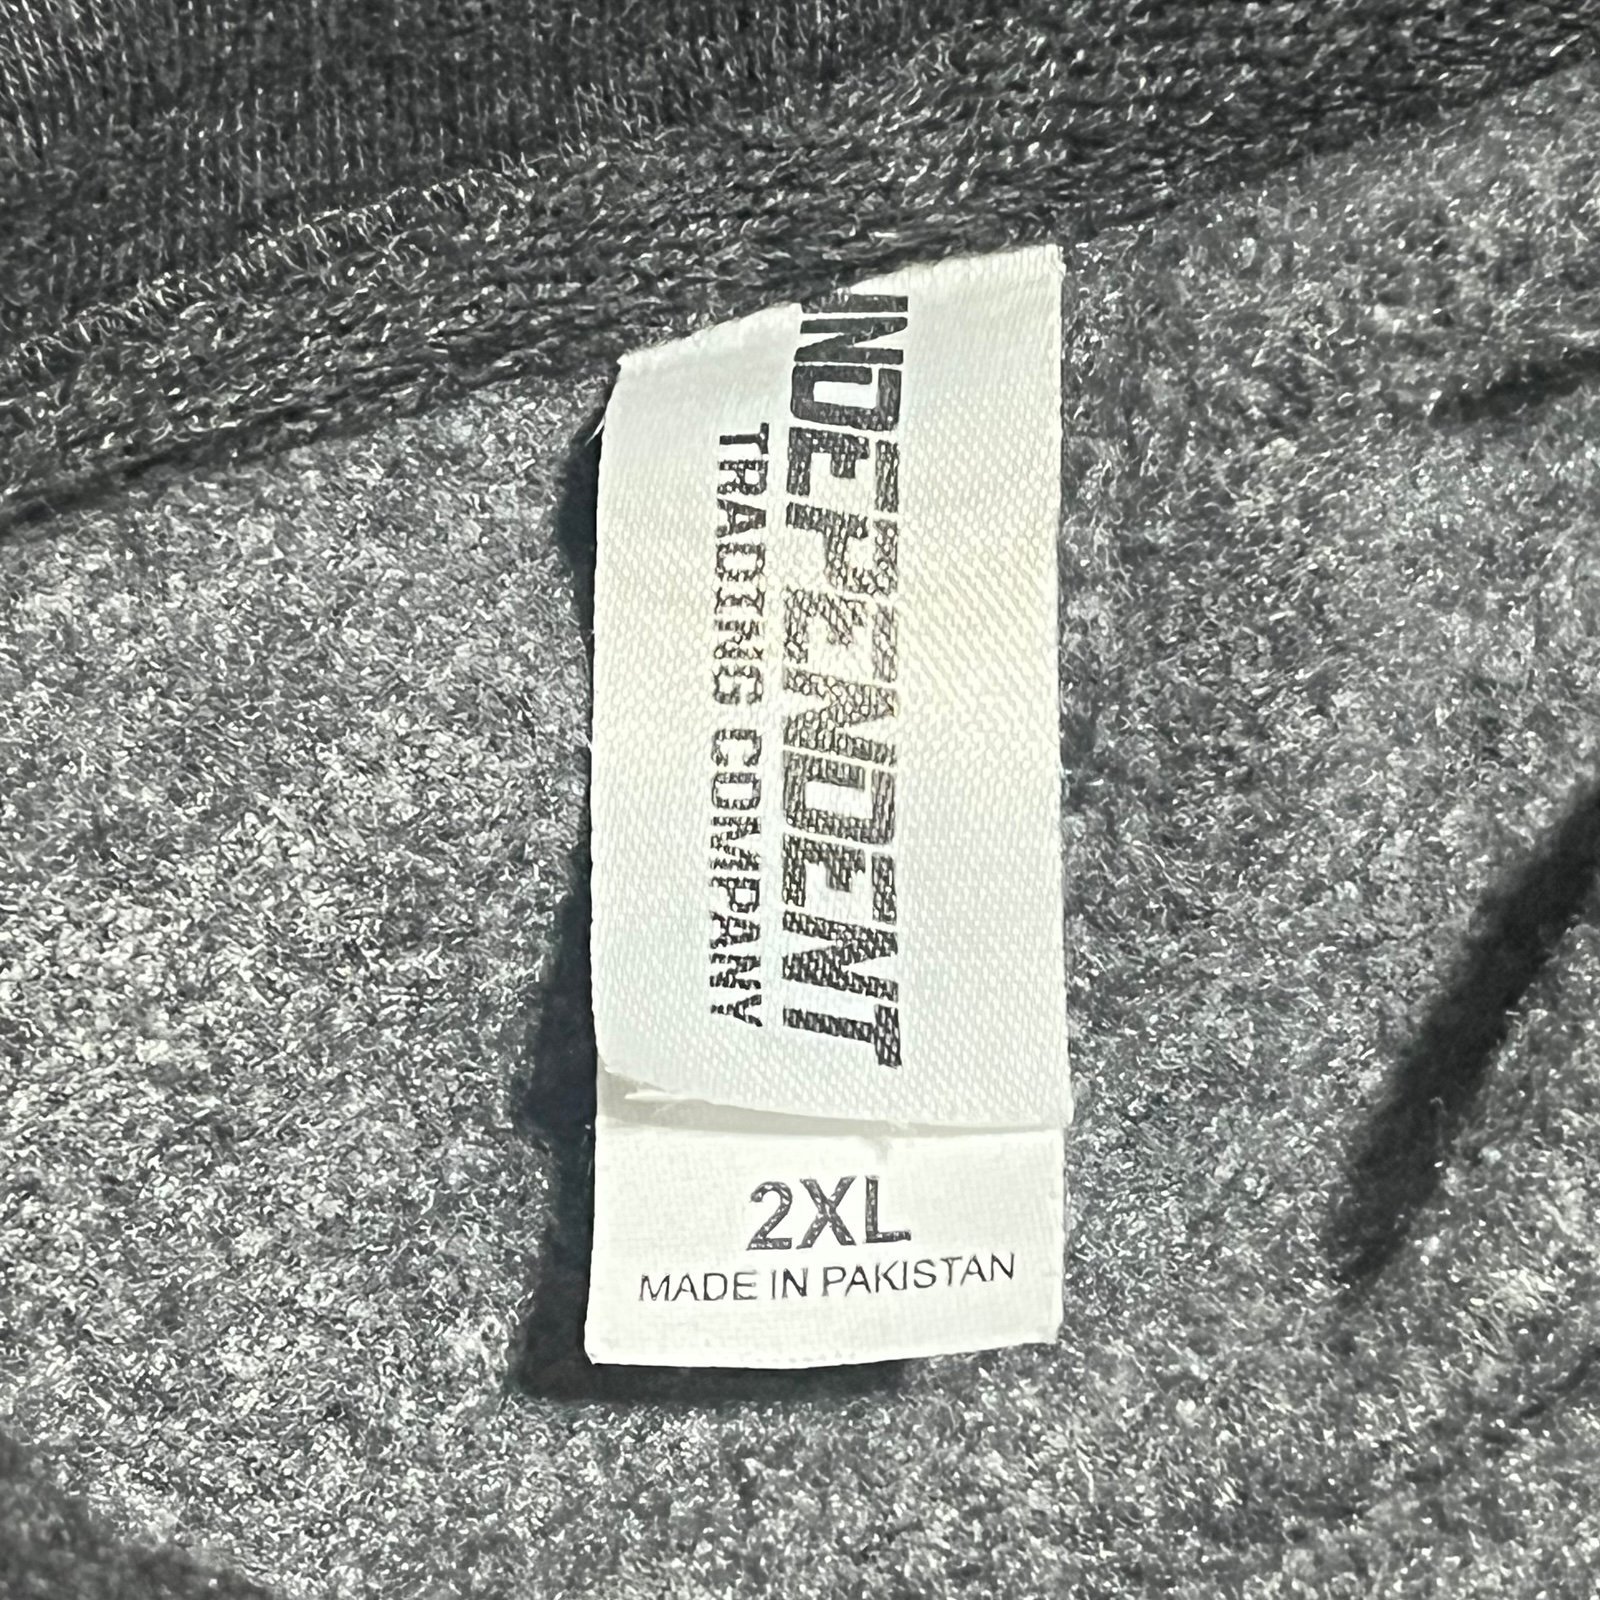 INDEPENDENT
TRADING COMPANY
2XL
MADE IN PAKISTAN